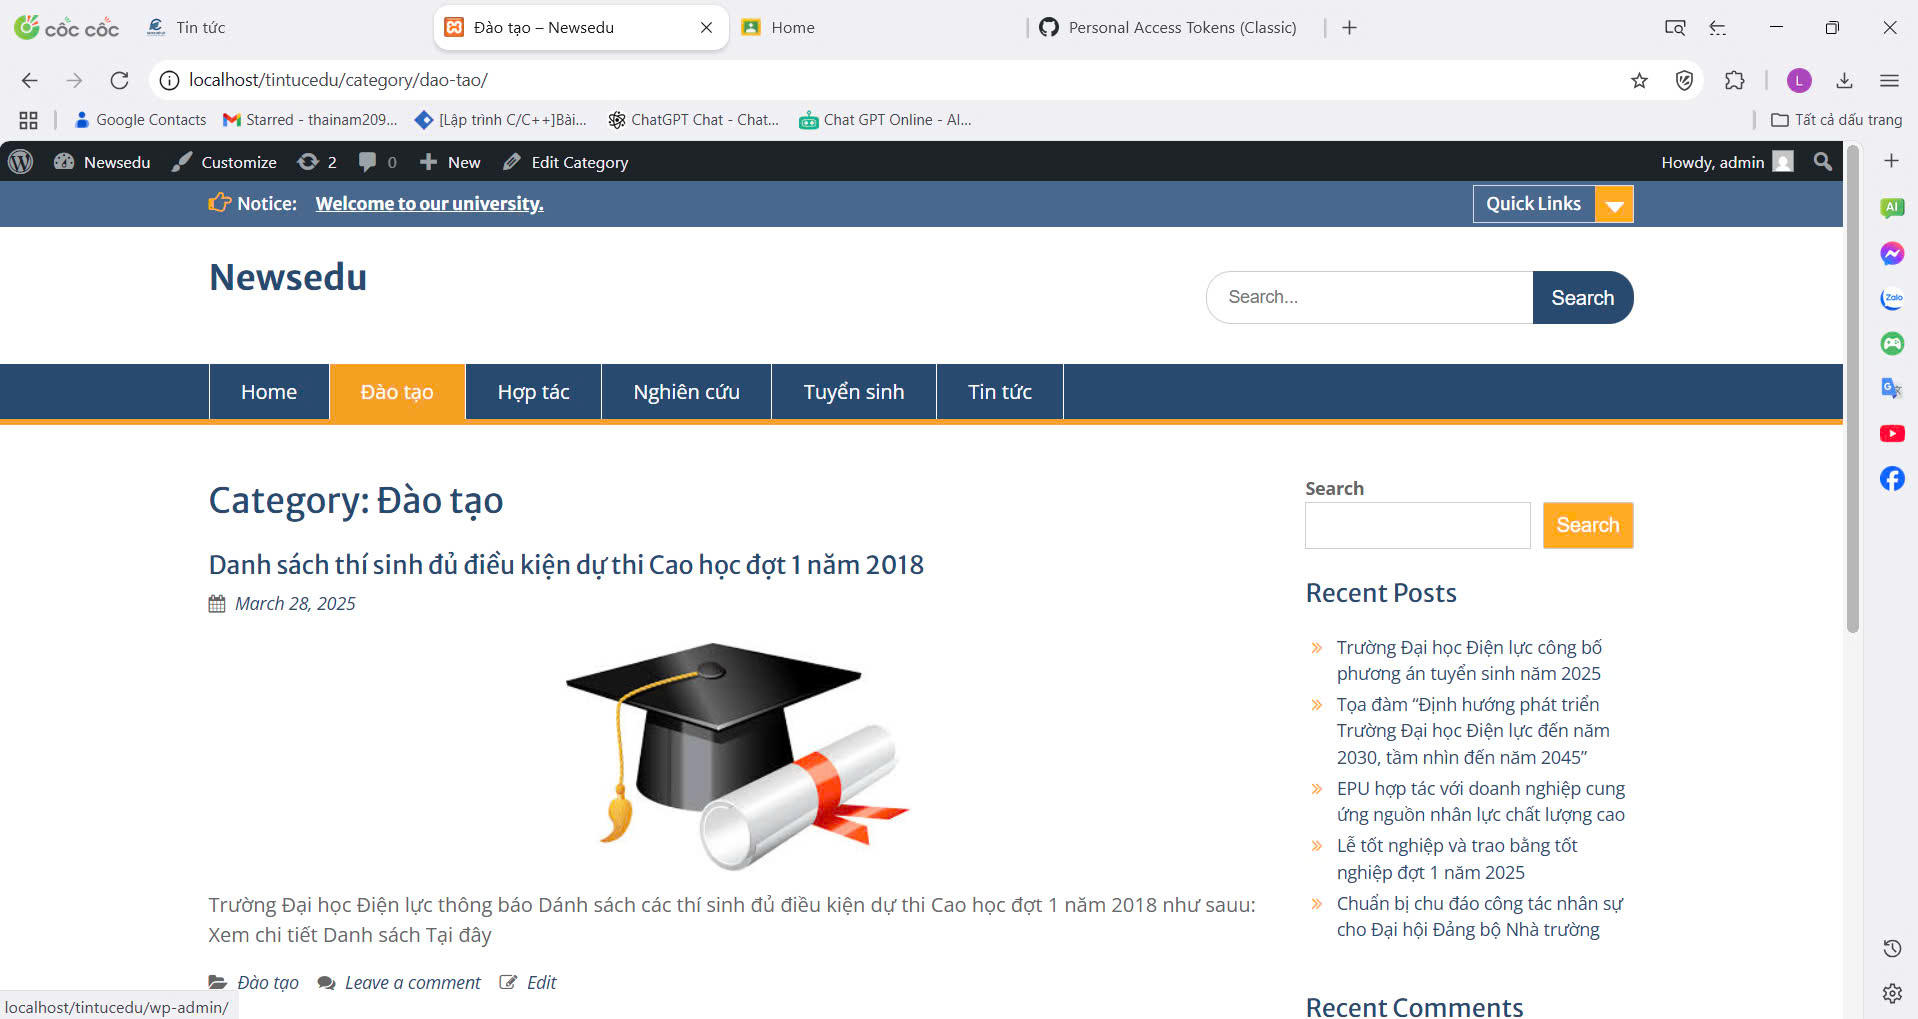 cốc cốc
Tin tức
Đào tạo – Newsedu
Home
Personal Access Tokens (Classic)
localhost/tintucedu/category/dao-tao/
L
Google Contacts
Starred - thainam209...
[Lập trình C/C++]Bài...
ChatGPT Chat - Chat...
Chat GPT Online - AI...
Tất cả dấu trang
Newsedu
Customize
2
0
New
Edit Category
Howdy, admin
Notice:
Welcome to our university.
Quick Links
AI
Zalo
Newsedu
Search...
Search
Home
Đào tạo
Hợp tác
Nghiên cứu
Tuyển sinh
Tin tức
Category: Đào tạo
Danh sách thí sinh đủ điều kiện dự thi Cao học đợt 1 năm 2018
March 28, 2025
Trường Đại học Điện lực thông báo Dánh sách các thí sinh đủ điều kiện dự thi Cao học đợt 1 năm 2018 như sauu:
Xem chi tiết Danh sách Tại đây
Đào tạo
Leave a comment
Edit
Search
Search
Recent Posts
Trường Đại học Điện lực công bố
phương án tuyển sinh năm 2025
Tọa đàm “Định hướng phát triển
Trường Đại học Điện lực đến năm
2030, tầm nhìn đến năm 2045”
EPU hợp tác với doanh nghiệp cung
ứng nguồn nhân lực chất lượng cao
Lễ tốt nghiệp và trao bằng tốt
nghiệp đợt 1 năm 2025
Chuẩn bị chu đáo công tác nhân sự
cho Đại hội Đảng bộ Nhà trường
Recent Comments
localhost/tintucedu/wp-admin/